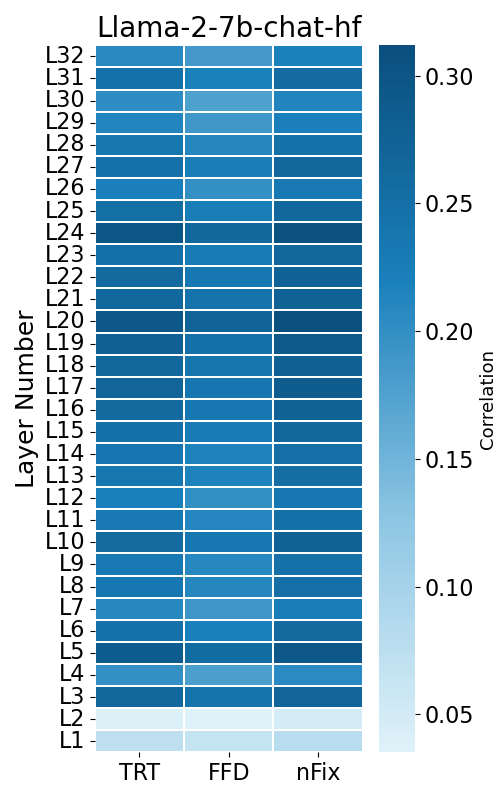 Llama-2-7b-chat-hf
Layer Number
L32
L31
L30
L29
L28
L27
L26
L25
L24
L23
L22
L21
L20
L19
L18
L17
L16
L15
L14
L13
L12
L11
L10
L9
L8
L7
L6
L5
L4
L3
L2
L1
TRT FFD nFix
0.30
0.25
0.20
0.15
0.10
0.05
Correlation